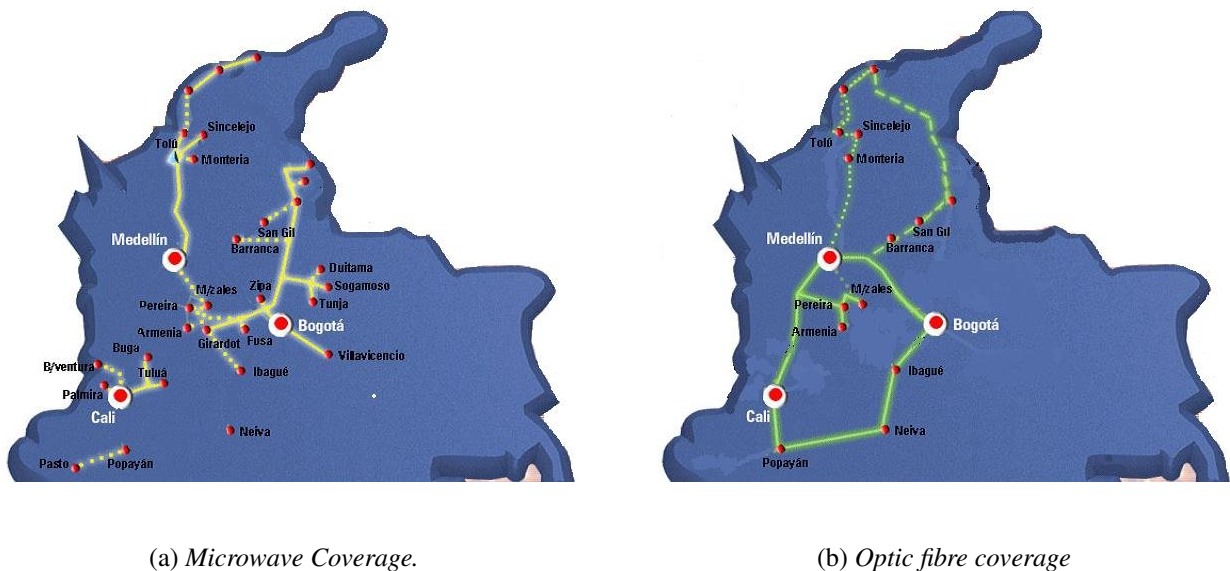 Sincelejo
Tolú
Monteria
San Gil
Medellín
Barranca
Duitama
Zipa
M/zales
Sogamoso
Pereira
Tunja
Bogotá
Armenia
Girardot
Fusa
Buga
Villavicencio
B/ventura
Tuluá
Ibagué
Palmira
Cali
Neiva
Pasto
Popayán
(a) Microwave Coverage.
Sincelejo
Tolú
Monteria
San Gil
Medellín
Barranca
M/zales
Pereira
Bogotá
Armenia
Ibagué
Cali
Neiva
Popayán
(b) Optic fibre coverage